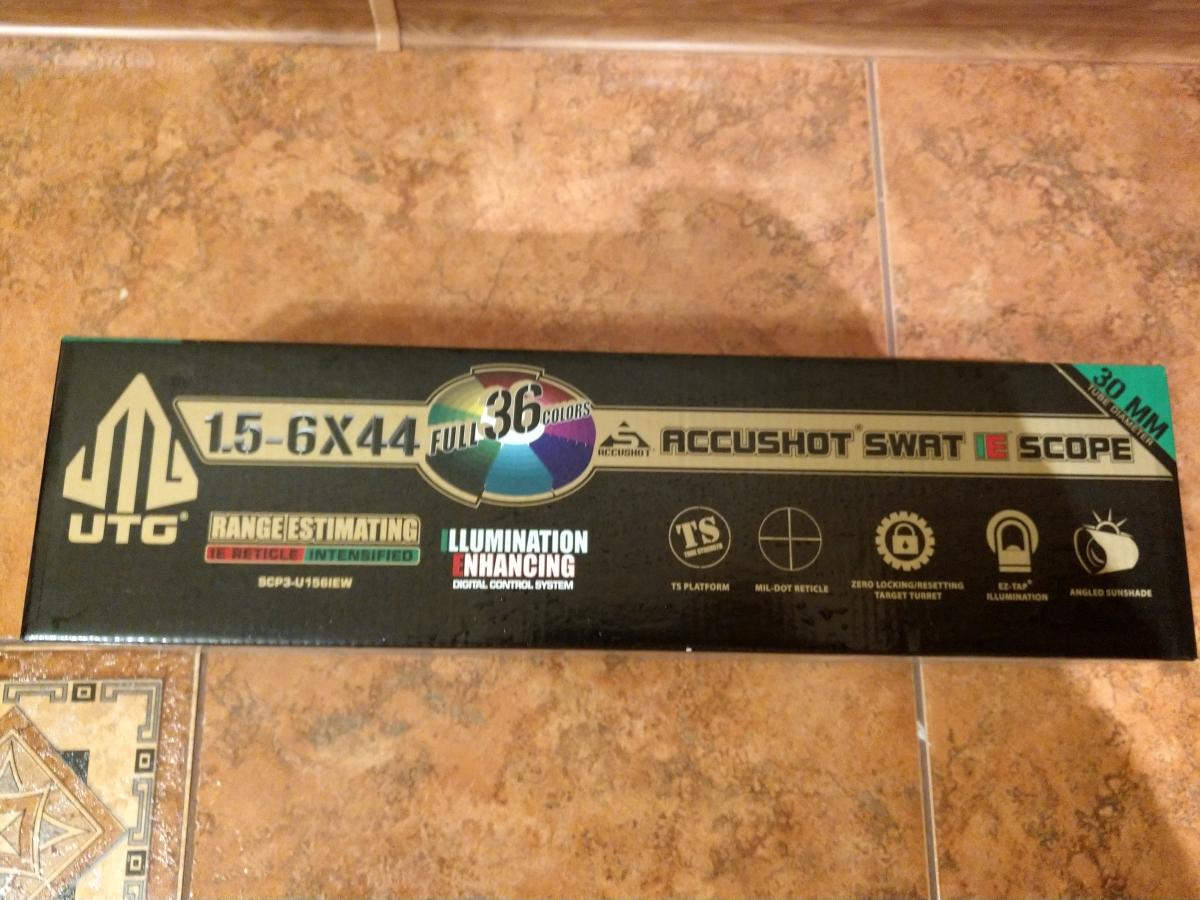 30 MM
TUBE DIAMETER
1.5-6X44
FULL 36 COLORS
ACCUSHOT
ACCUSHOT® SWAT IE SCOPE
UTG®
RANGE ESTIMATING
IE RETICLE INTENSIFIED
SCP3-U156IEW
ILLUMINATION
ENHANCING
DIGITAL CONTROL SYSTEM
TS
TRUE STRENGTH
TS PLATFORM
MIL-DOT RETICLE
ZERO LOCKING/RESETTING
TARGET TURRET
EZ-TAP®
ILLUMINATION
ANGLED SUNSHADE